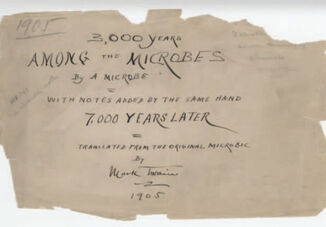 1905
3,000 YEARS
AMONG THE MICROBES
BY A MICROBE
WITH NOTES ADDED BY THE SAME HAND
7,000 YEARS LATER
TRANSLATED FROM THE ORIGINAL MICROBIC
BY
Mark Twain
1905